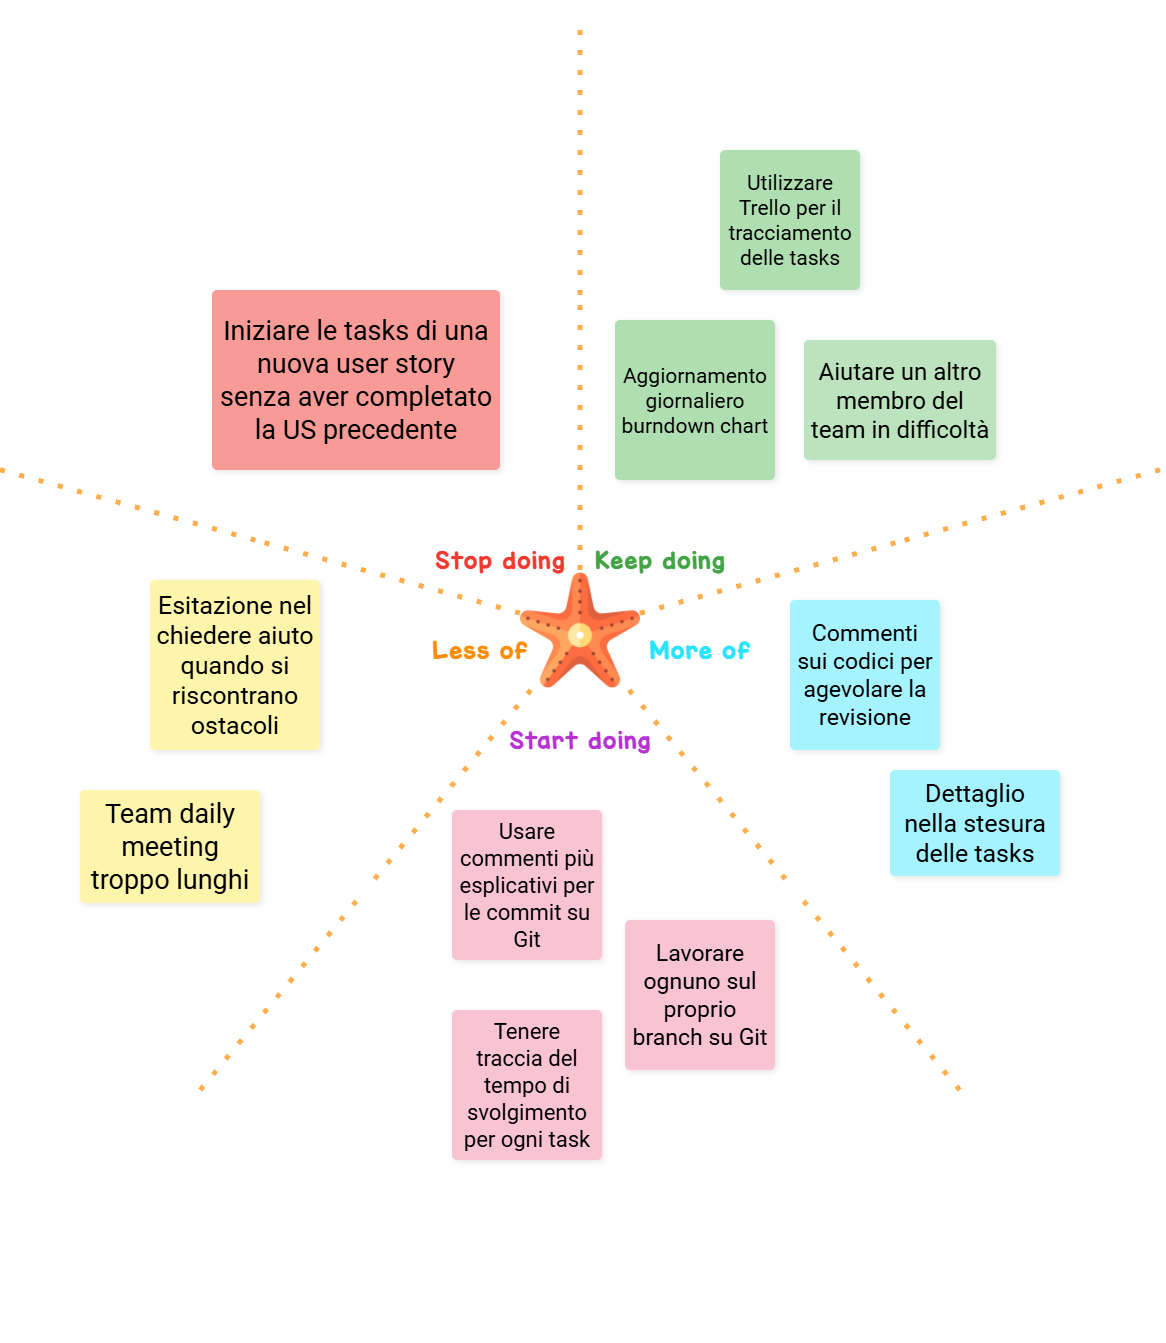 Utilizzare
Trello per il
tracciamento
delle tasks
Iniziare le tasks di una
nuova user story
senza aver completato
la US precedente
Aggiornamento
giornaliero
burndown chart
Aiutare un altro
membro del
team in difficoltà
Stop doing
Keep doing
Less of
More of
Start doing
Esitazione nel
chiedere aiuto
quando si
riscontrano
ostacoli
Commenti
sui codici per
agevolare la
revisione
Team daily
meeting
troppo lunghi
Dettaglio
nella stesura
delle tasks
Usare
commenti più
esplicativi per
le commit su
Git
Lavorare
ognuno sul
proprio
branch su Git
Tenere
traccia del
tempo di
svolgimento
per ogni task